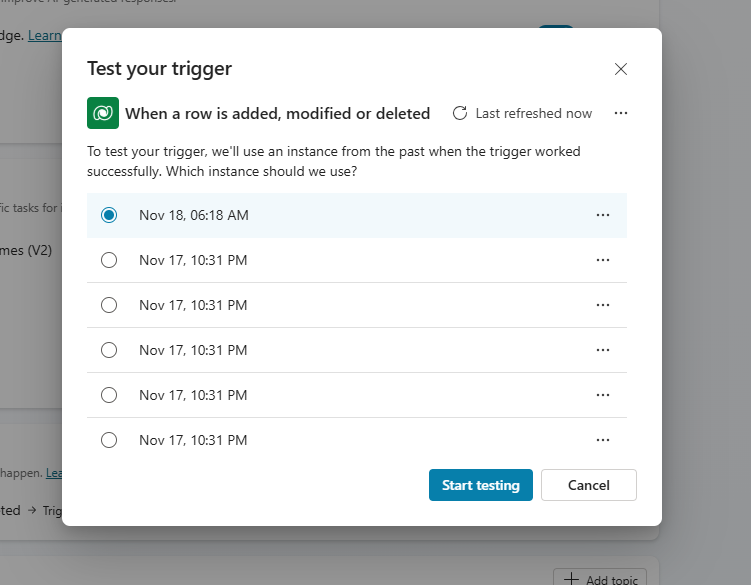 dge. Learn
Test your trigger
When a row is added, modified or deleted
Last refreshed now
To test your trigger, we'll use an instance from the past when the trigger worked
successfully. Which instance should we use?
fic tasks for i
Nov 18, 06:18 AM
mes (V2)
Nov 17, 10:31 PM
Nov 17, 10:31 PM
Nov 17, 10:31 PM
Nov 17, 10:31 PM
Nov 17, 10:31 PM
happen. Lea
Start testing
Cancel
ted → Trig
Add topic